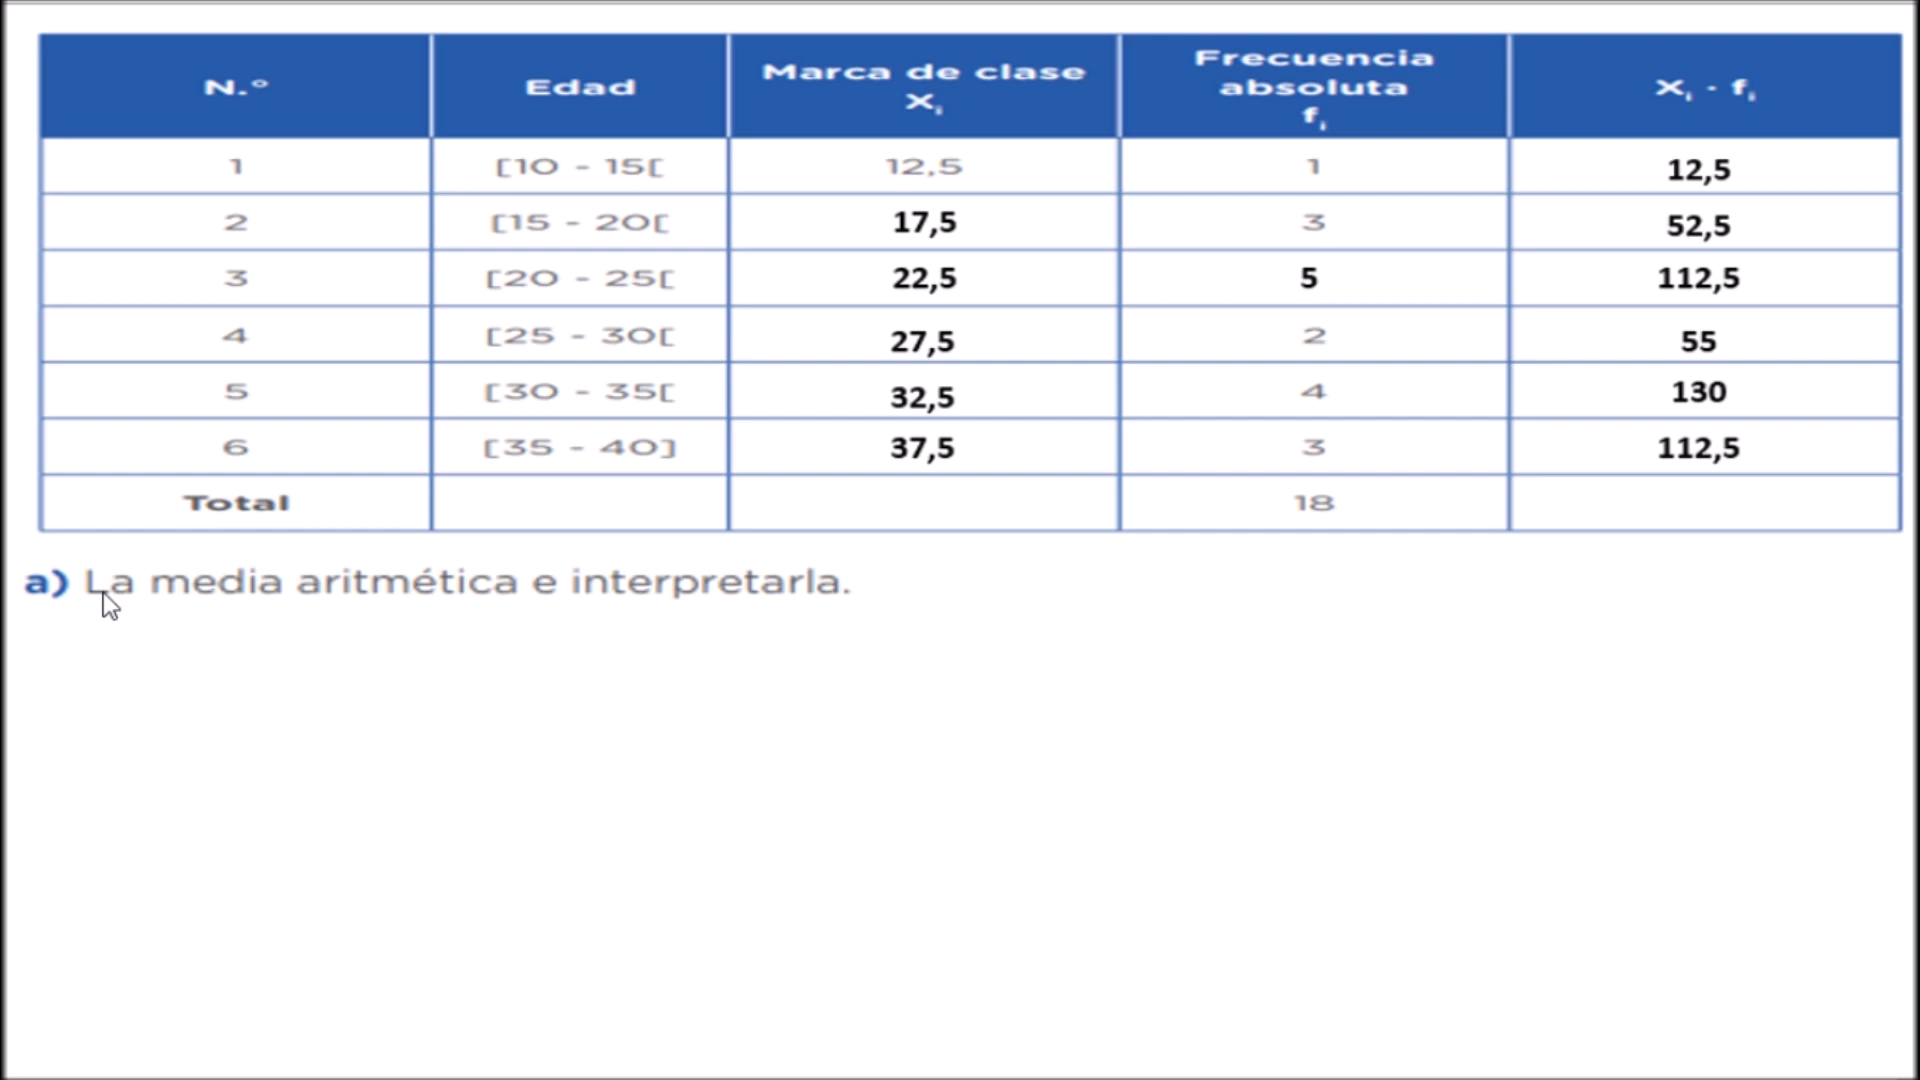 N.° Edad Marca de clase Xi Frecuencia absoluta fi Xi · fi
1 [10 - 15[ 12,5 1 12,5
2 [15 - 20[ 17,5 3 52,5
3 [20 - 25[ 22,5 5 112,5
4 [25 - 30[ 27,5 2 55
5 [30 - 35[ 32,5 4 130
6 [35 - 40] 37,5 3 112,5
Total 18
a) La media aritmética e interpretarla.